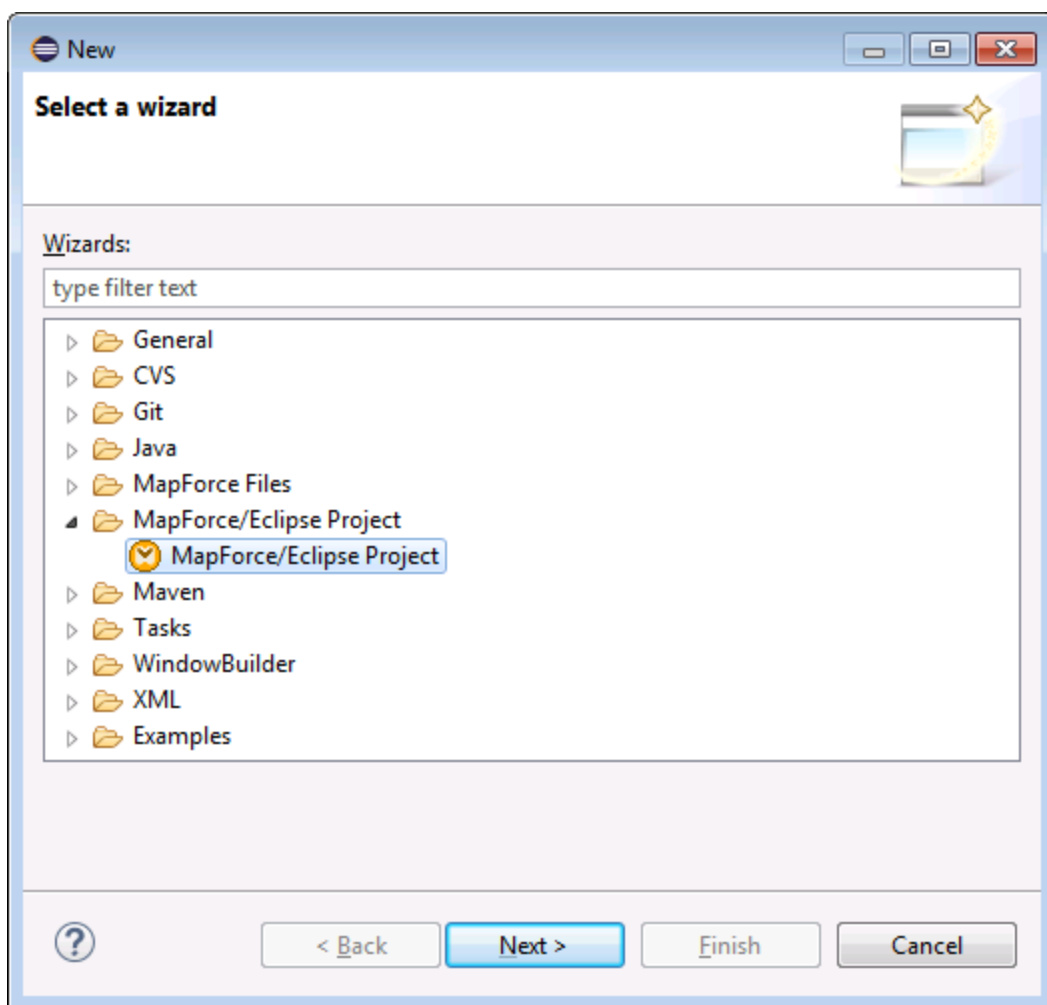 New
Select a wizard
Wizards:
type filter text
General
CVS
Git
Java
MapForce Files
MapForce/Eclipse Project
MapForce/Eclipse Project
Maven
Tasks
WindowBuilder
XML
Examples
? < Back Next > Finish Cancel